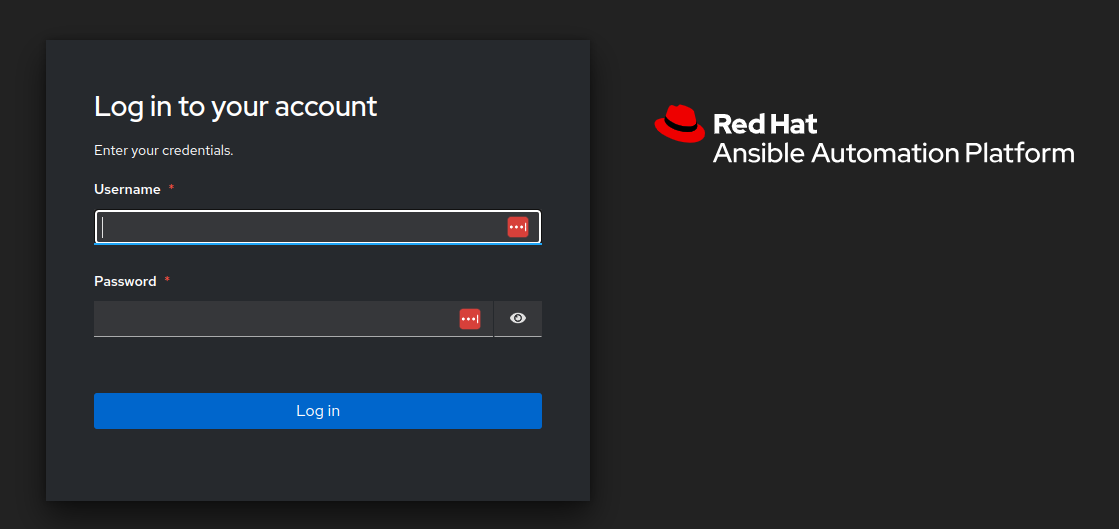 Log in to your account
Enter your credentials.
Username *
Password *
Log in
Red Hat
Ansible Automation Platform